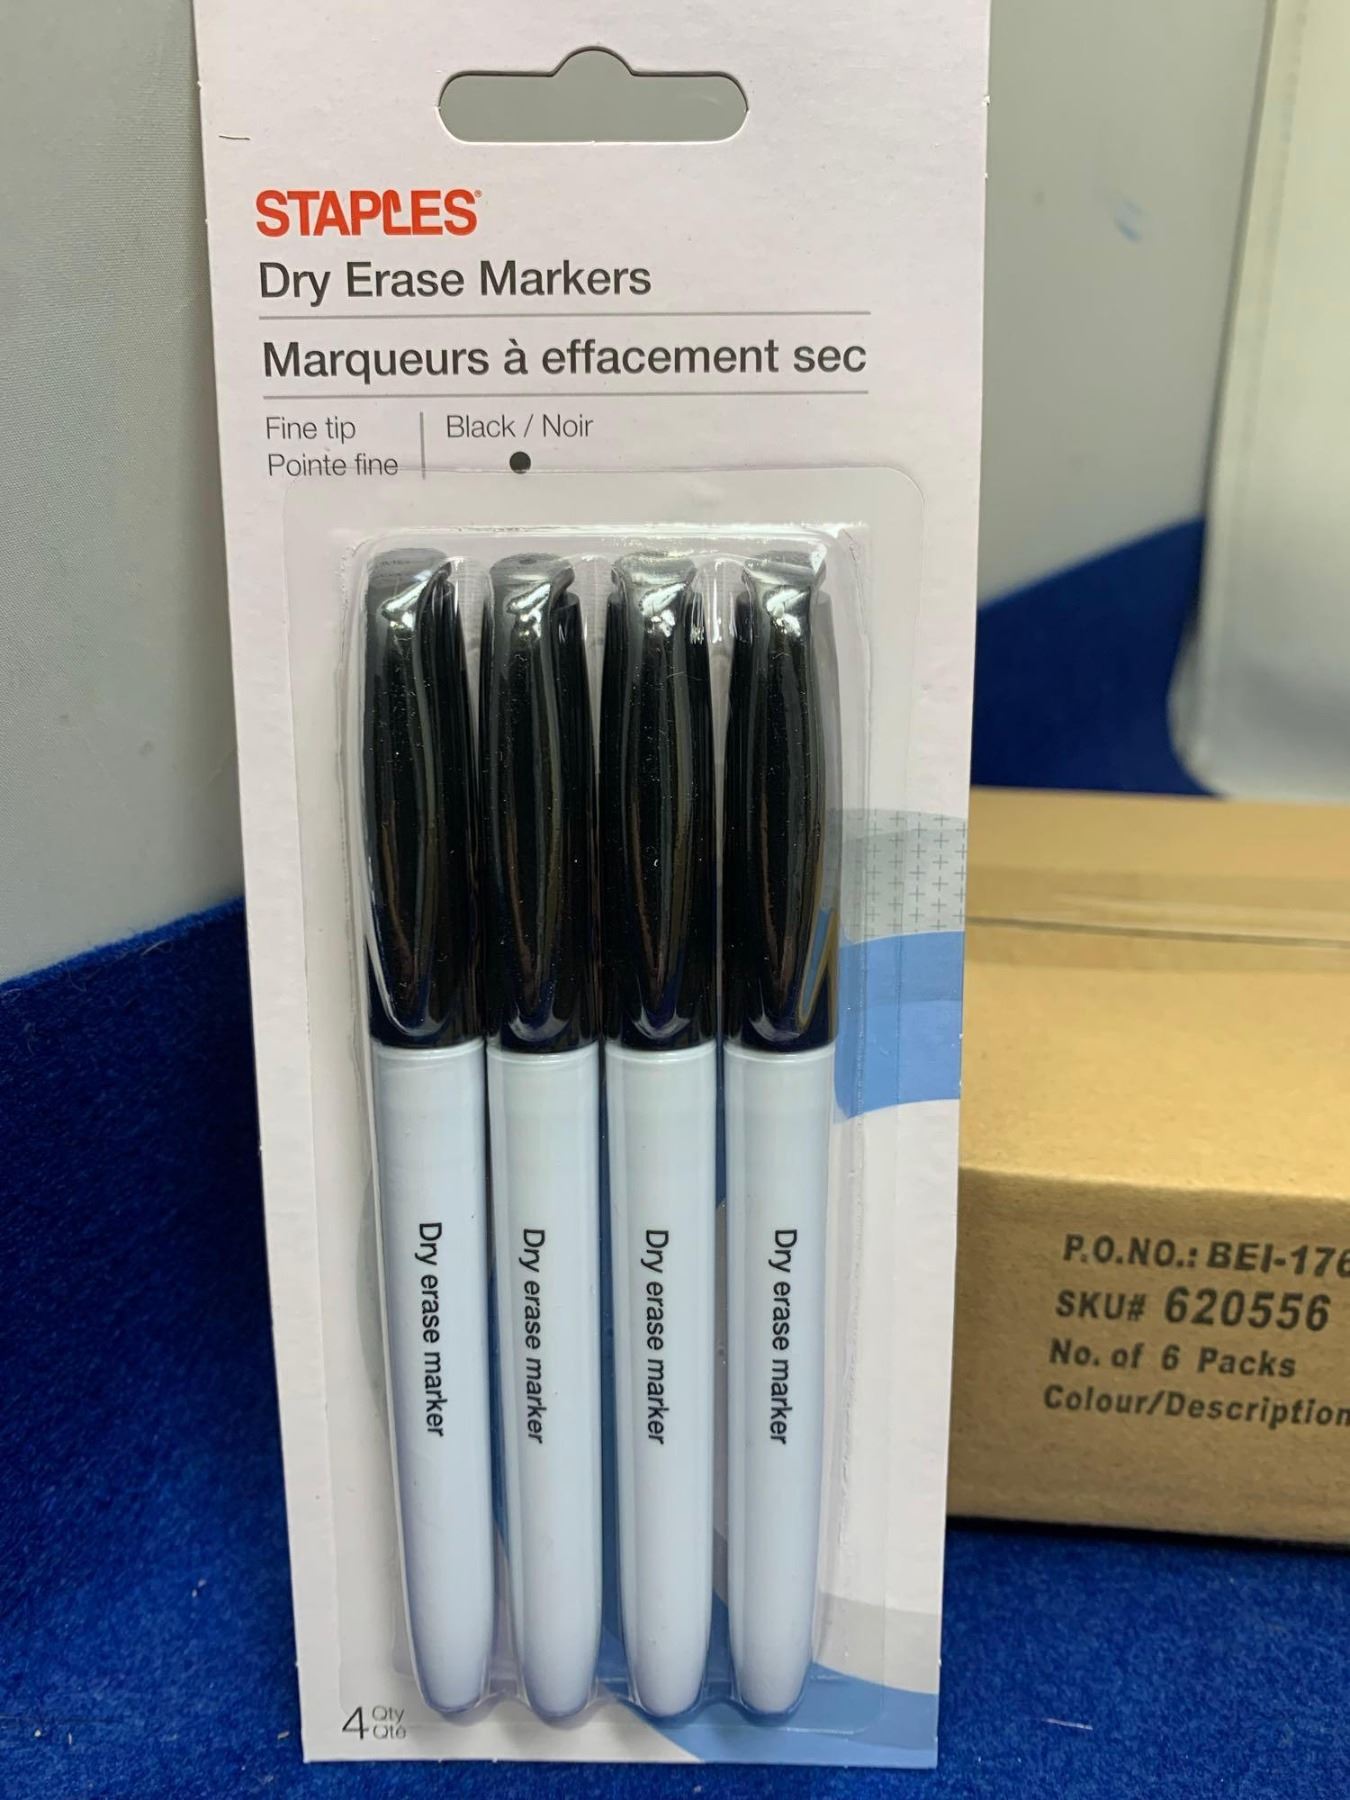 STAPLES®
Dry Erase Markers
Marqueurs à effacement sec
Fine tip
Pointe fine
Black / Noir
Dry erase marker
Dry erase marker
Dry erase marker
Dry erase marker
4 Qty
Qté
P.O.NO.: BEI-176
SKU# 620556
No. of 6 Packs
Colour/Description